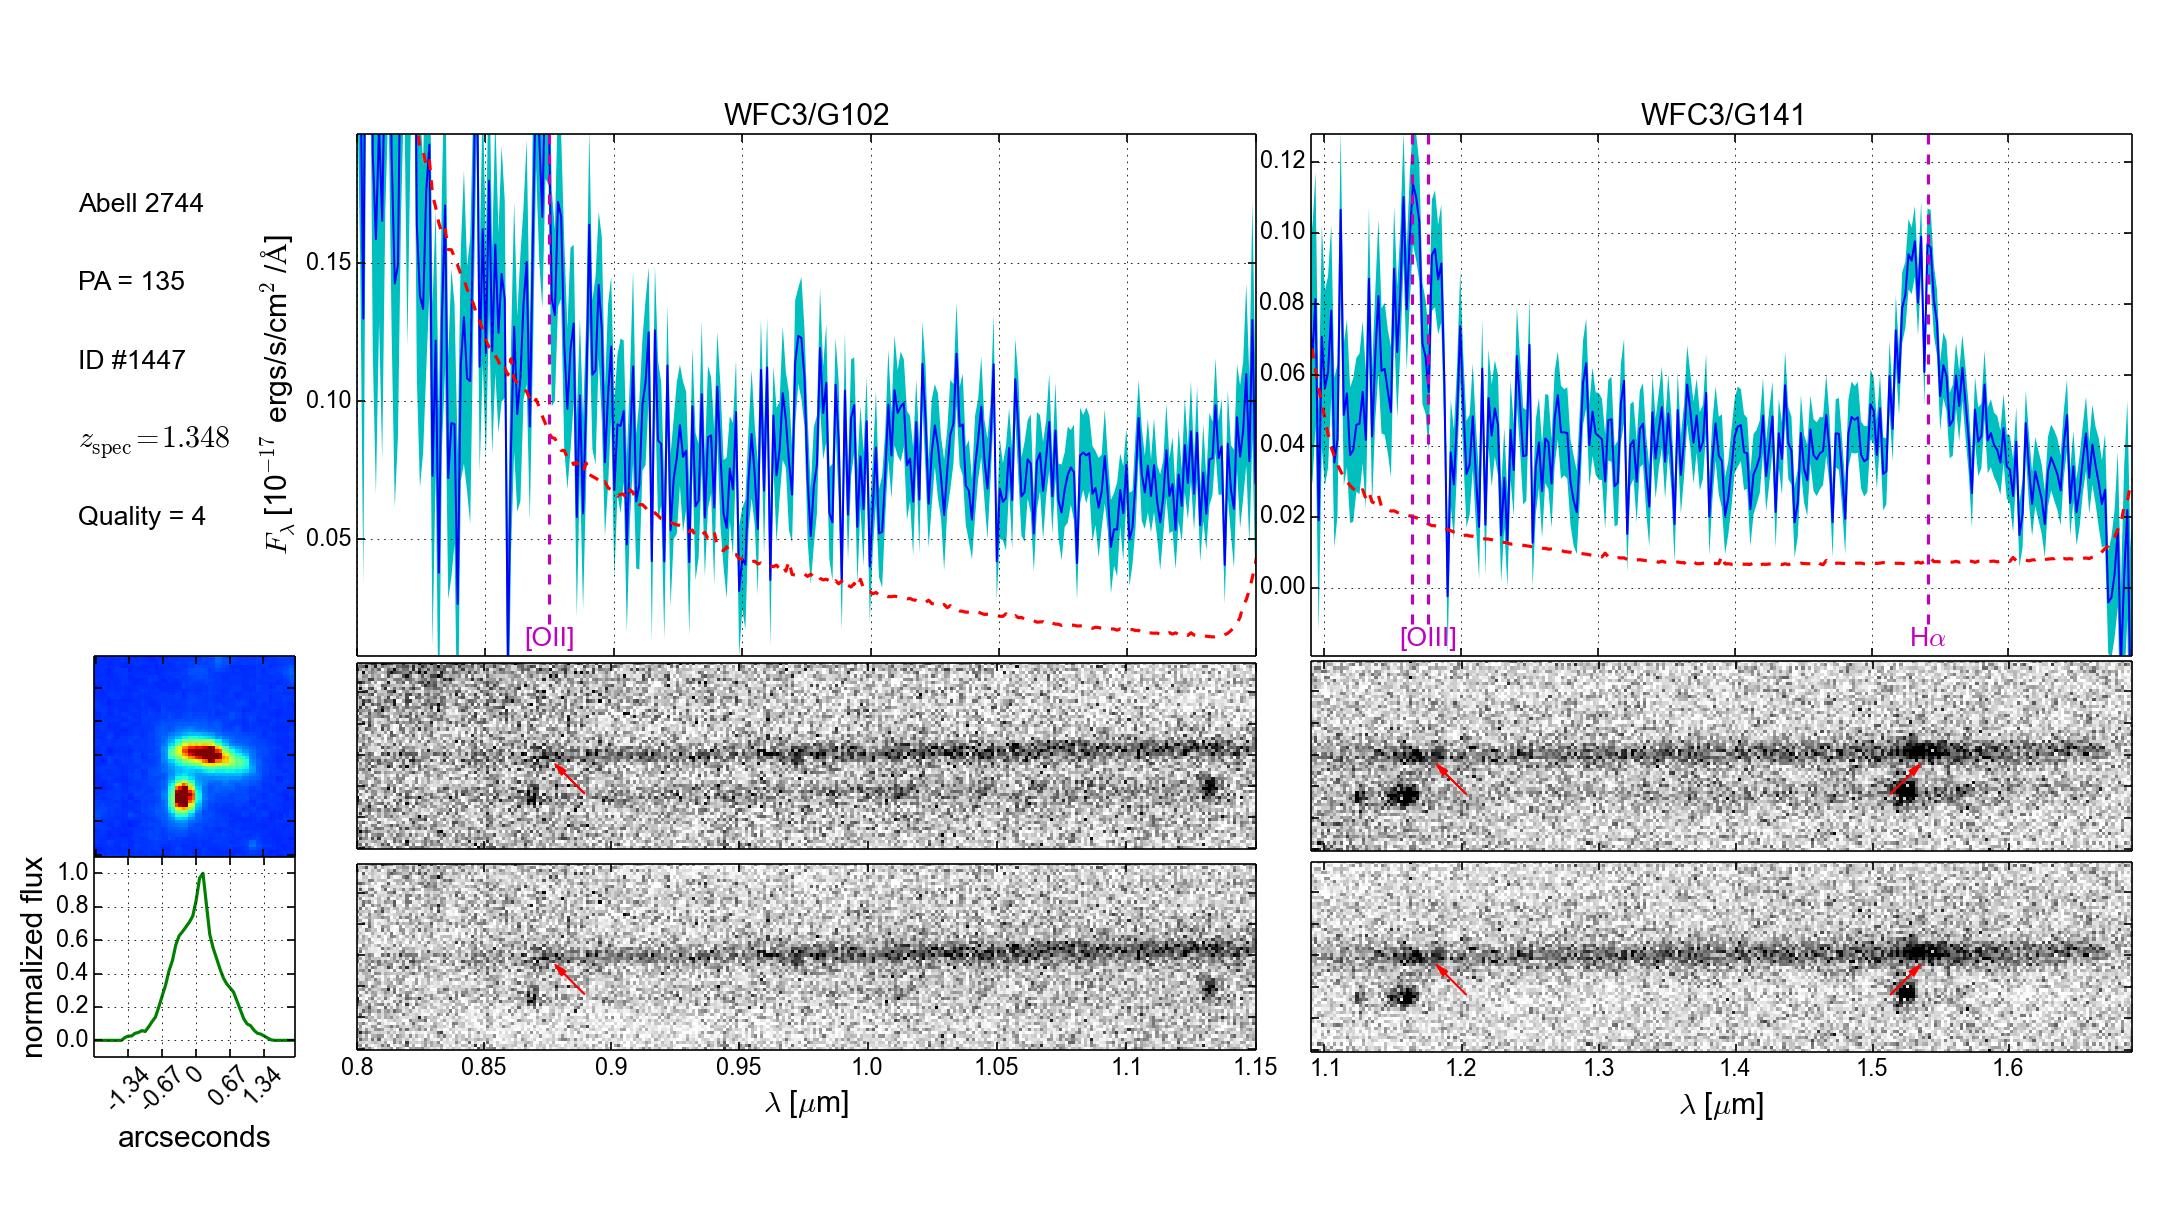 WFC3/G102
WFC3/G141
Abell 2744
PA = 135
ID #1447
z_spec = 1.348
Quality = 4
F_λ [10⁻¹⁷ ergs/s/cm²/Å]
0.15
0.10
0.05
[OII]
0.12
0.10
0.08
0.06
0.04
0.02
0.00
[OIII]
Hα
normalized flux
1.0
0.8
0.6
0.4
0.2
0.0
-1.34 -0.67 0 0.67 1.34
arcseconds
0.8 0.85 0.9 0.95 1.0 1.05 1.1 1.15
λ [μm]
1.1 1.2 1.3 1.4 1.5 1.6
λ [μm]